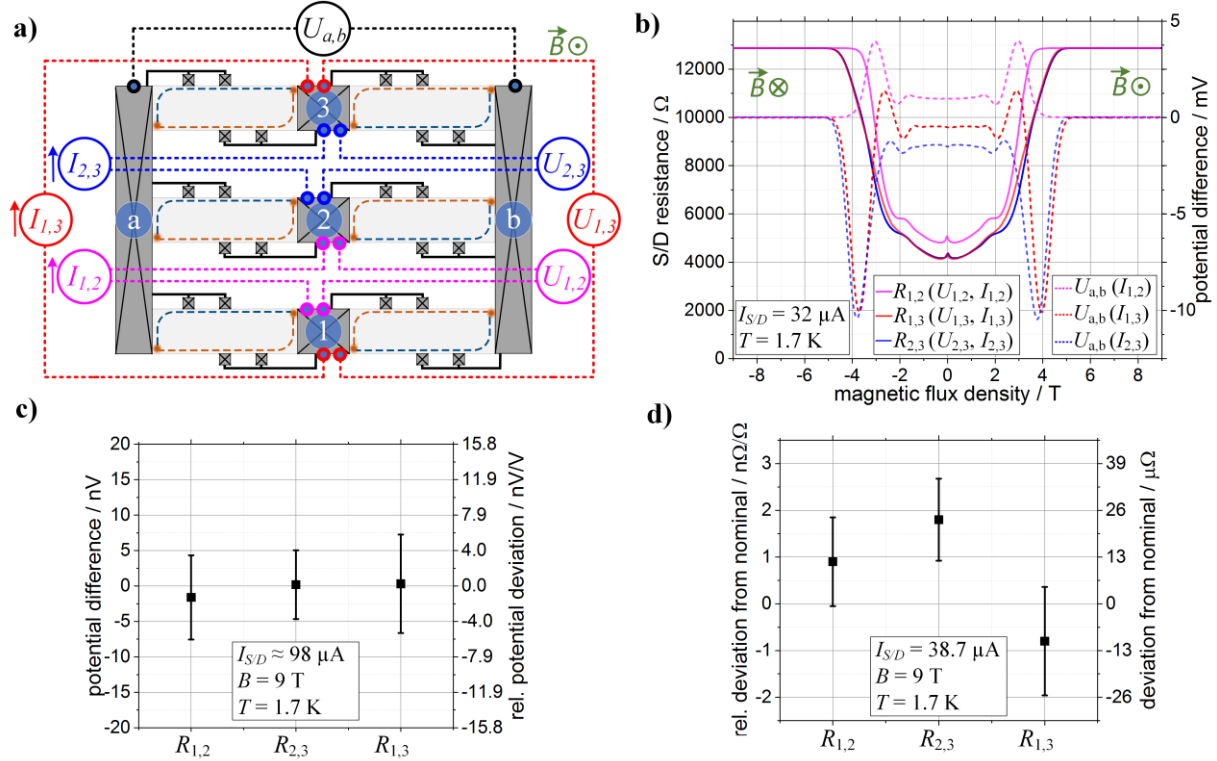 a)
U_{a,b}
\vec{B} ⊙
3
I_{2,3}
U_{2,3}
I_{1,3}
a
2
b
U_{1,3}
I_{1,2}
U_{1,2}
1
b)
S/D resistance / Ω
12000
10000
8000
6000
4000
2000
0
\vec{B} ⊗
\vec{B} ⊙
I_{S/D} = 32 µA
T = 1.7 K
R_{1,2} (U_{1,2}, I_{1,2})
R_{1,3} (U_{1,3}, I_{1,3})
R_{2,3} (U_{2,3}, I_{2,3})
U_{a,b} (I_{1,2})
U_{a,b} (I_{1,3})
U_{a,b} (I_{2,3})
5
0
-5
-10
potential difference / mV
-8 -6 -4 -2 0 2 4 6 8
magnetic flux density / T
c)
potential difference / nV
20
15
10
5
0
-5
-10
-15
-20
I_{S/D} ≈ 98 µA
B = 9 T
T = 1.7 K
15.8
11.9
7.9
4.0
0.0
-4.0
-7.9
-11.9
-15.8
rel. potential deviation / nV/V
R_{1,2} R_{2,3} R_{1,3}
d)
rel. deviation from nominal / nΩ/Ω
3
2
1
0
-1
-2
I_{S/D} = 38.7 µA
B = 9 T
T = 1.7 K
39
26
13
0
-13
-26
deviation from nominal / µΩ
R_{1,2} R_{2,3} R_{1,3}